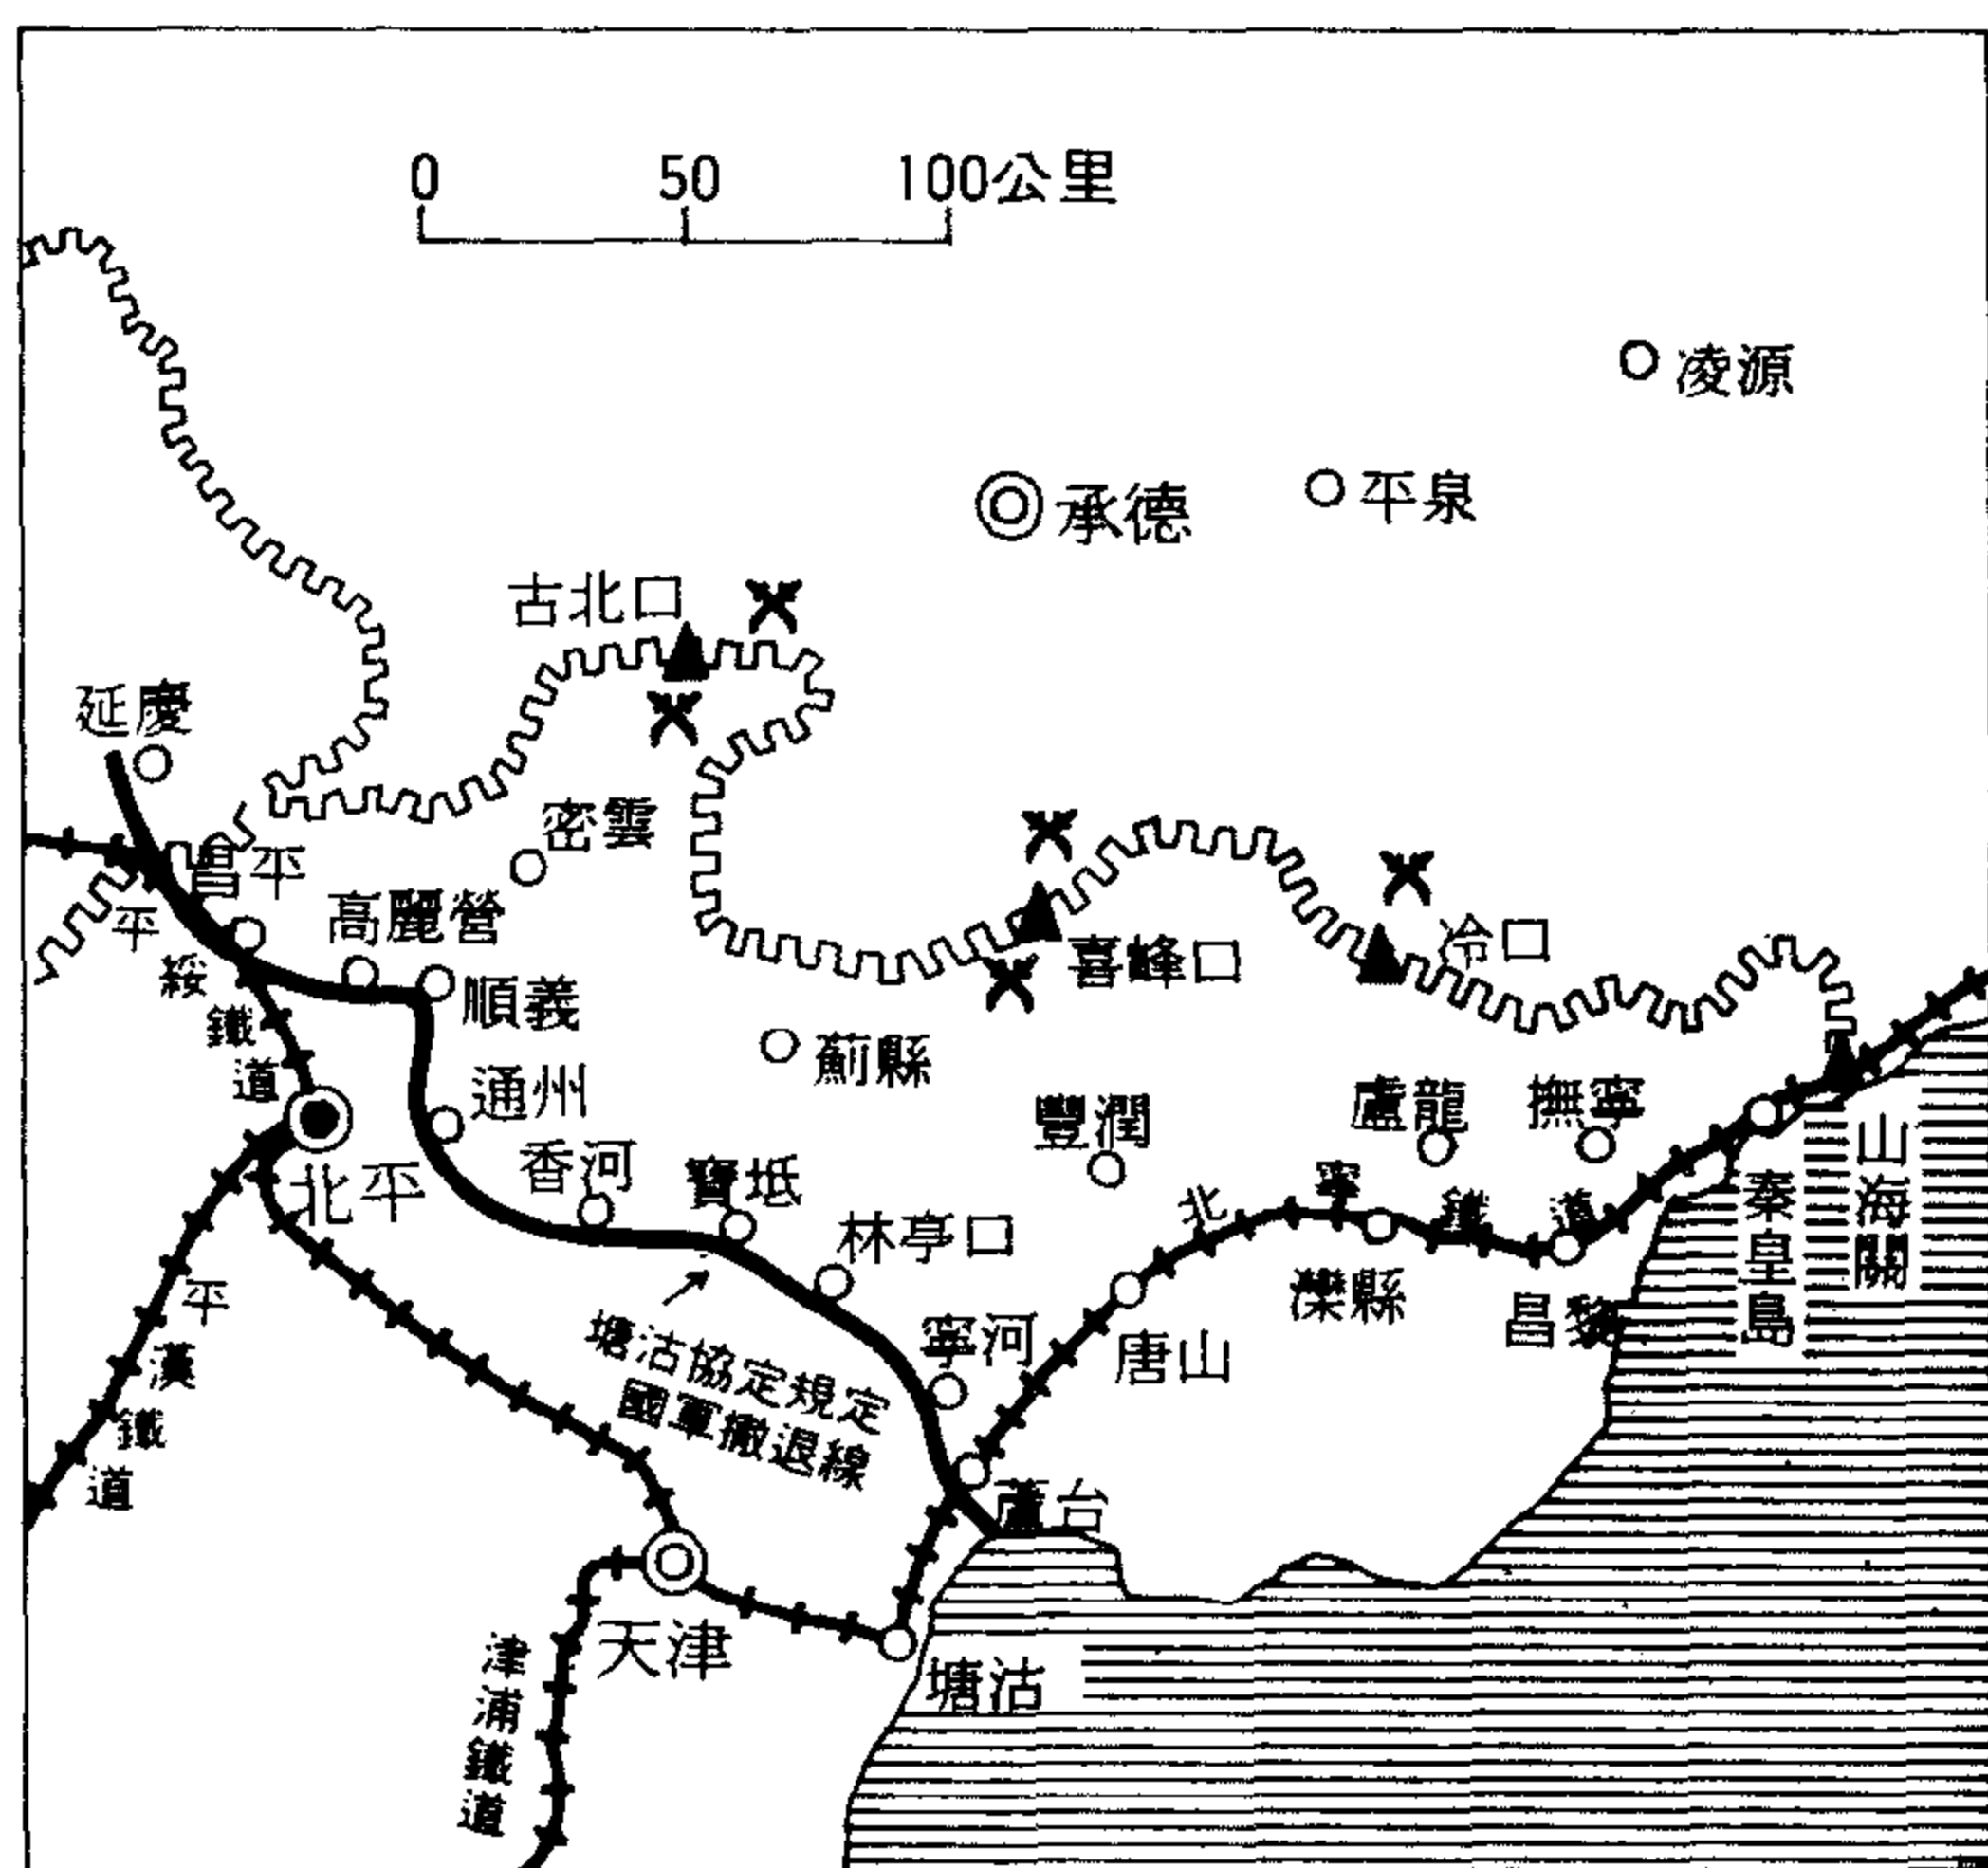 0 50 100公里
凌源
承德
平泉
古北口
延慶
密雲
昌平
高麗營
冷口
喜峰口
順義
薊縣
通州
豐潤
盧龍
撫寧
香河
寶坻
北平
林亭口
灤縣
昌黎
秦皇島
山海關
寧河
唐山
蘆台
天津
塘沽
塘沽協定規定
國軍撤退線
平綏鐵道
平漢鐵道
北寧鐵道
津浦鐵道